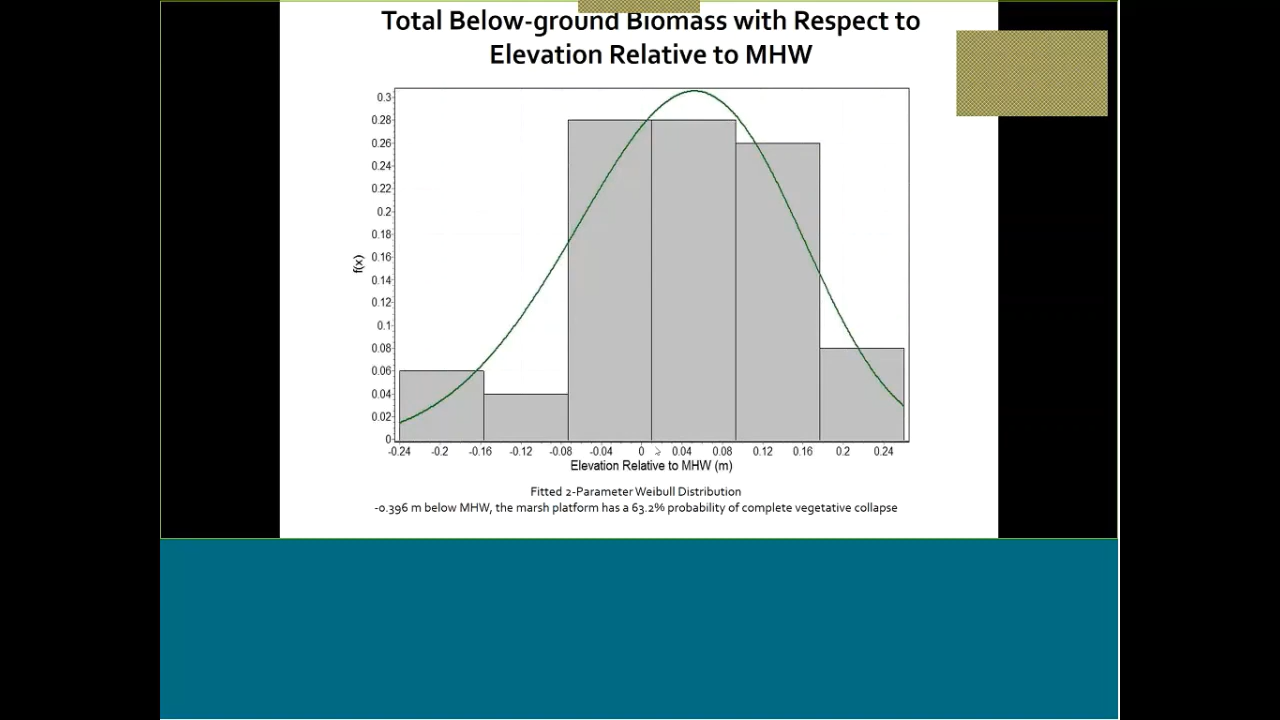 Total Below-ground Biomass with Respect to
Elevation Relative to MHW
0.3
0.28
0.26
0.24
0.22
0.2
0.18
0.16
0.14
0.12
0.1
0.08
0.06
0.04
0.02
0
f(x)
-0.24 -0.2 -0.16 -0.12 -0.08 -0.04 0 0.04 0.08 0.12 0.16 0.2 0.24
Elevation Relative to MHW (m)
Fitted 2-Parameter Weibull Distribution
-0.396 m below MHW, the marsh platform has a 63.2% probability of complete vegetative collapse